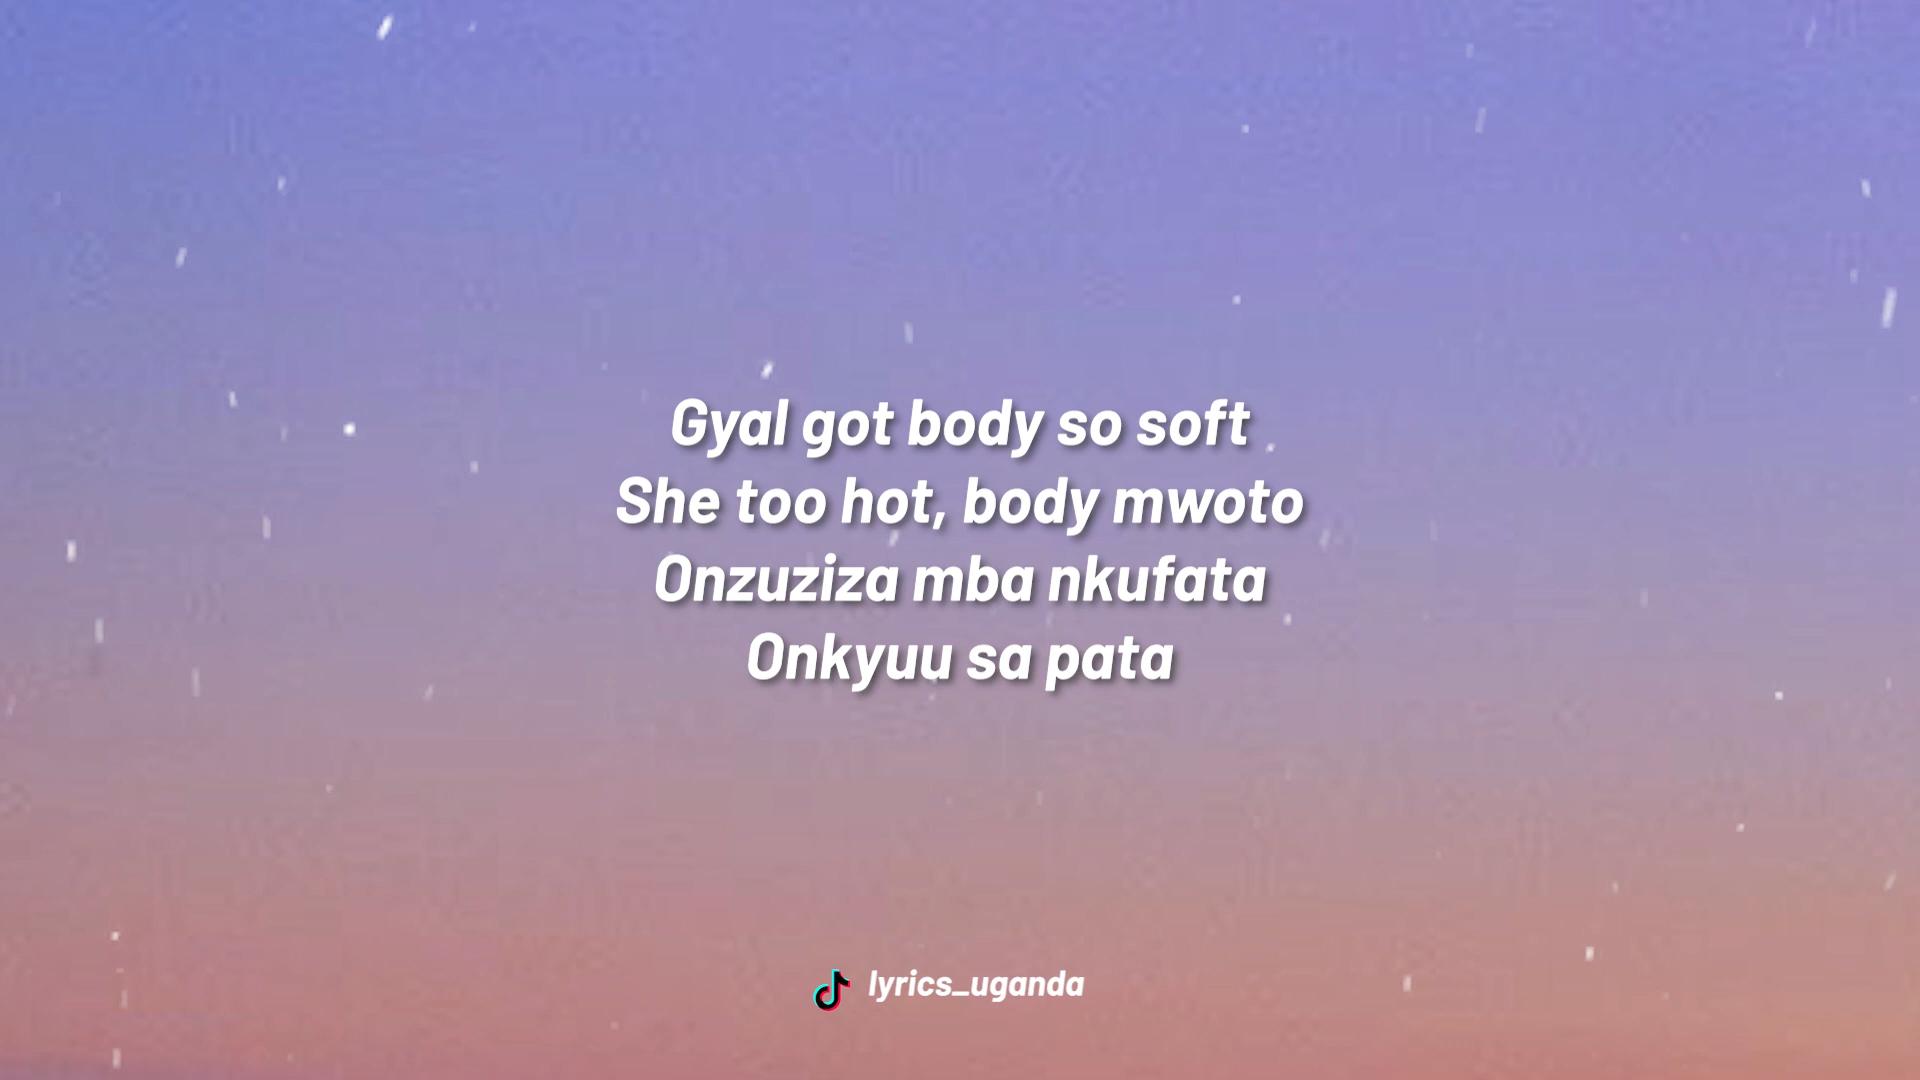 Gyal got body so soft
She too hot, body mwoto
Onzuziza mba nkufata
Onkyuu sa pata
lyrics_uganda